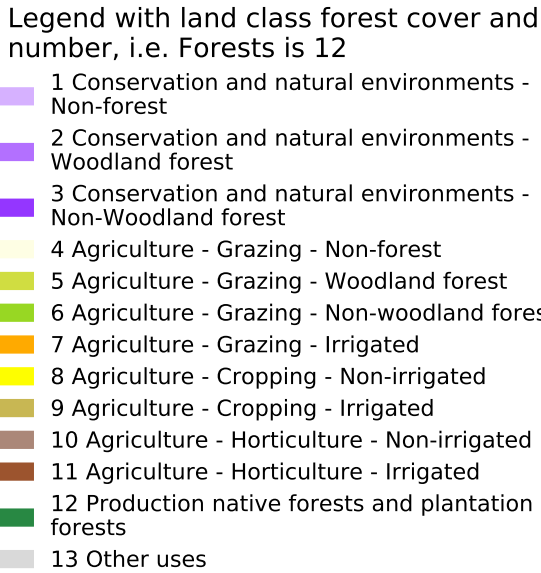 Legend with land class forest cover and
number, i.e. Forests is 12
1 Conservation and natural environments -
Non-forest
2 Conservation and natural environments -
Woodland forest
3 Conservation and natural environments -
Non-Woodland forest
4 Agriculture - Grazing - Non-forest
5 Agriculture - Grazing - Woodland forest
6 Agriculture - Grazing - Non-woodland fores
7 Agriculture - Grazing - Irrigated
8 Agriculture - Cropping - Non-irrigated
9 Agriculture - Cropping - Irrigated
10 Agriculture - Horticulture - Non-irrigated
11 Agriculture - Horticulture - Irrigated
12 Production native forests and plantation
forests
13 Other uses